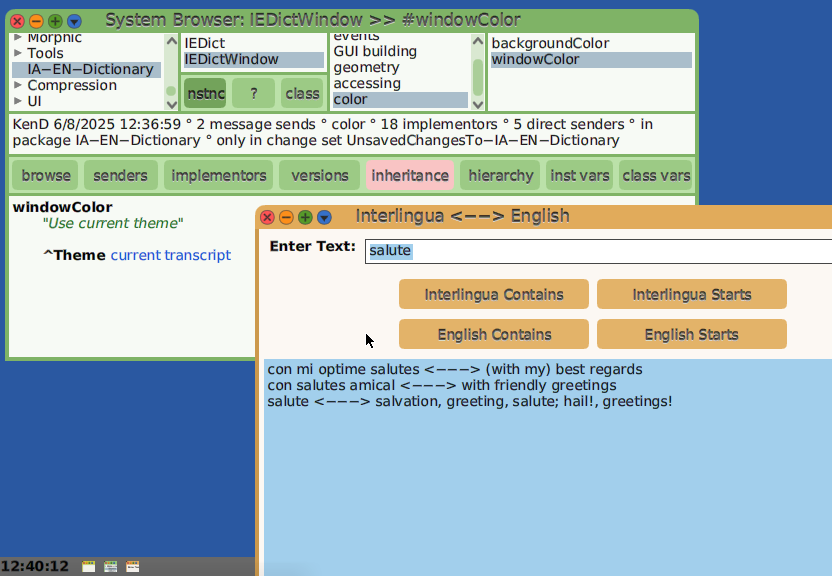 System Browser: IEDictWindow >> #windowColor
Morphic
Tools
IA−EN−Dictionary
Compression
UI
IEDict
IEDictWindow
nstnc
?
class
events
GUI building
geometry
accessing
color
backgroundColor
windowColor
KenD 6/8/2025 12:36:59 ° 2 message sends ° color ° 18 implementors ° 5 direct senders ° in
package IA−EN−Dictionary ° only in change set UnsavedChangesTo−IA−EN−Dictionary
browse senders implementors versions inheritance hierarchy inst vars class vars
windowColor
"Use current theme"
^Theme current transcript
Interlingua <−−−> English
Enter Text:
salute
Interlingua Contains
Interlingua Starts
English Contains
English Starts
con mi optime salutes <−−−> (with my) best regards
con salutes amical <−−−> with friendly greetings
salute <−−−> salvation, greeting, salute; hail!, greetings!
12:40:12